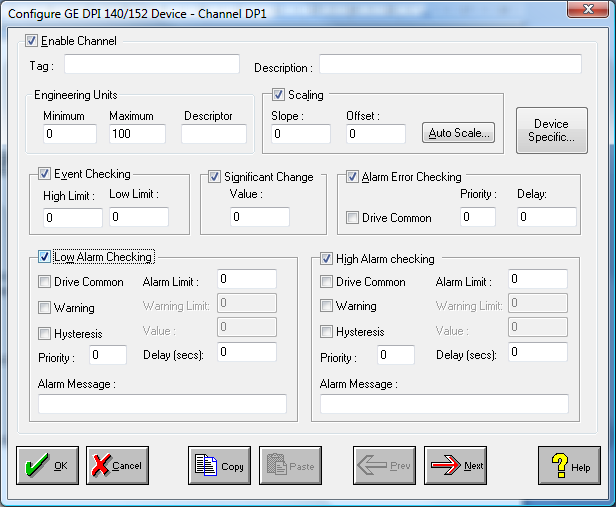 Configure GE DPI 140/152 Device - Channel DP1
Enable Channel
Tag : Description :
Engineering Units Scaling
Minimum Maximum Descriptor Slope : Offset :
0 100 0 0 Auto Scale... Device Specific...
Event Checking Significant Change Alarm Error Checking
High Limit : Low Limit : Value : Priority : Delay:
0 0 0 Drive Common 0 0
Low Alarm Checking High Alarm checking
Drive Common Alarm Limit : 0 Drive Common Alarm Limit : 0
Warning Warning Limit: 0 Warning Warning Limit: 0
Hysteresis Value : 0 Hysteresis Value : 0
Priority : 0 Delay (secs): 0 Priority : 0 Delay (secs): 0
Alarm Message : Alarm Message :
OK Cancel Copy Paste Prev Next Help